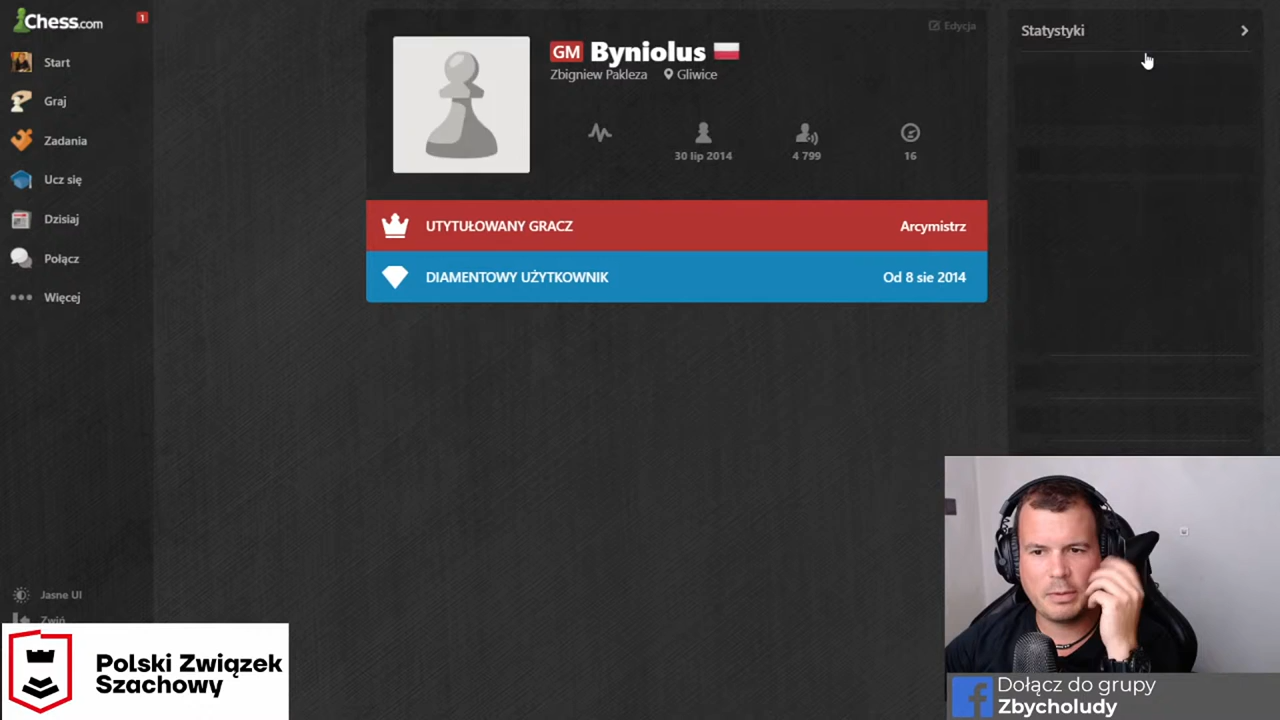 Chess.com
1
Start
Graj
Zadania
Ucz się
Dzisiaj
Połącz
Więcej
Jasne UI
Zwiń
Edycja
GM Byniolus
Zbigniew Pakleza Gliwice
30 lip 2014
4 799
16
UTYTUŁOWANY GRACZ Arcymistrz
DIAMENTOWY UŻYTKOWNIK Od 8 sie 2014
Statystyki
Polski Związek
Szachowy
Dołącz do grupy
Zbycholudy